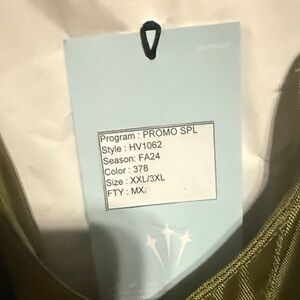 Program : PROMO SPL
Style : HV1062
Season: FA24
Color : 378
Size : XXL/3XL
FTY : MX.